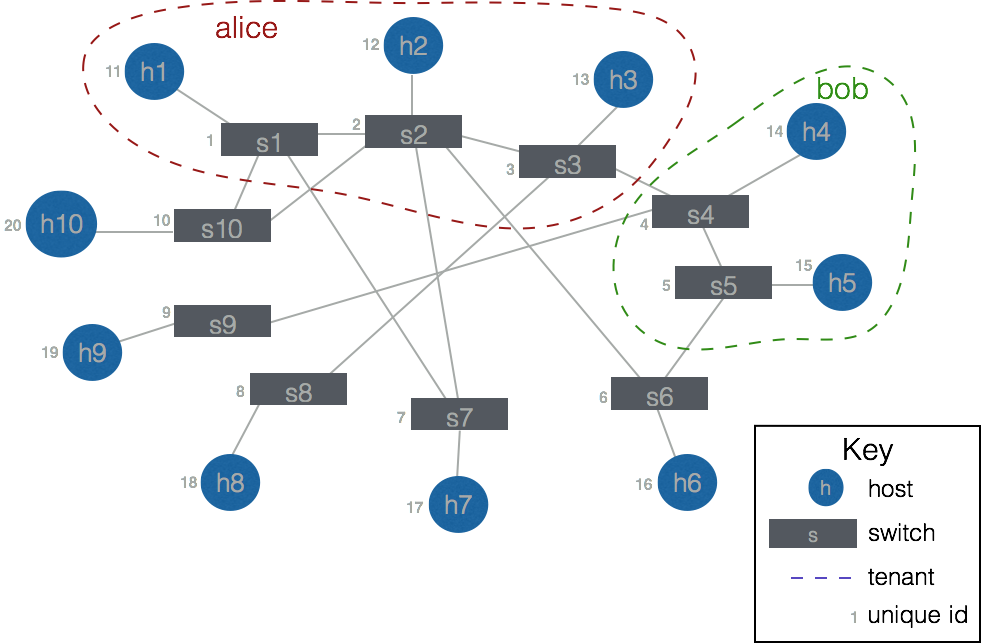 alice
12 h2
11 h1
13 h3
bob
14 h4
1 s1
2 s2
3 s3
20 h10
10 s10
4 s4
15 h5
5 s5
9 s9
19 h9
8 s8
7 s7
6 s6
18 h8
17 h7
16 h6
Key
h host
s switch
tenant
1 unique id